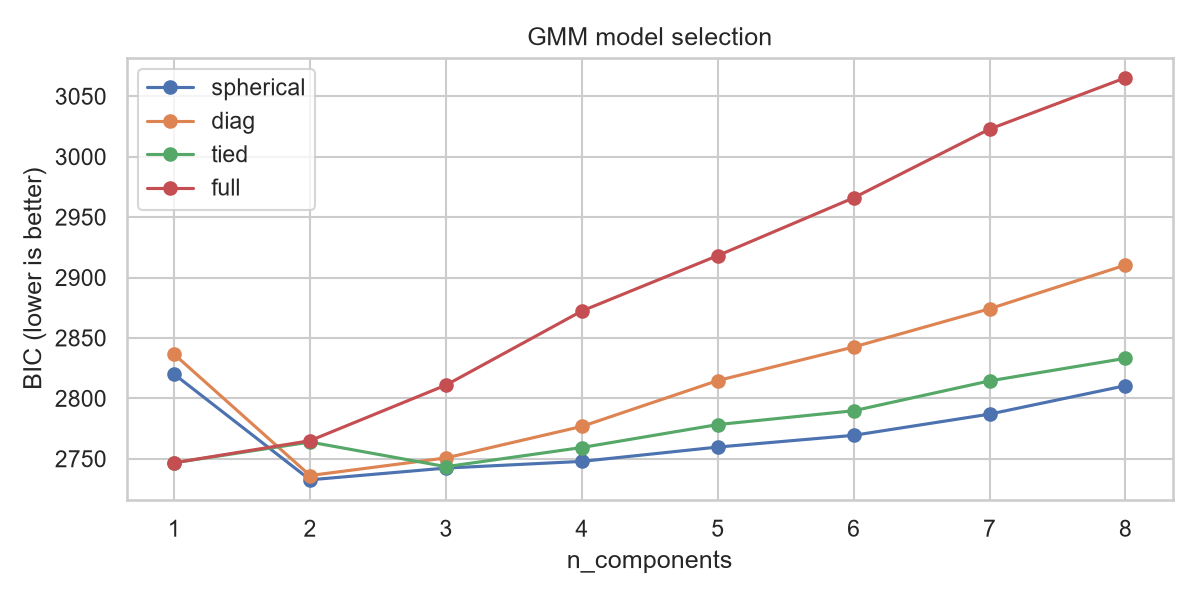 GMM model selection
spherical
diag
tied
full
BIC (lower is better)
3050
3000
2950
2900
2850
2800
2750
1 2 3 4 5 6 7 8
n_components